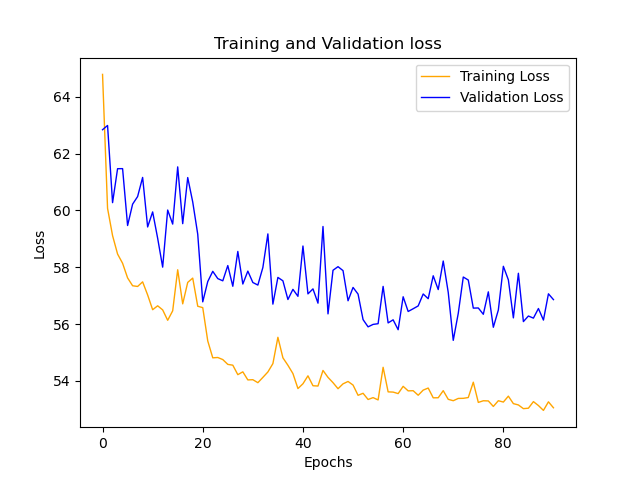 Training and Validation loss
Training Loss
Validation Loss
64
62
60
58
56
54
Loss
0 20 40 60 80
Epochs